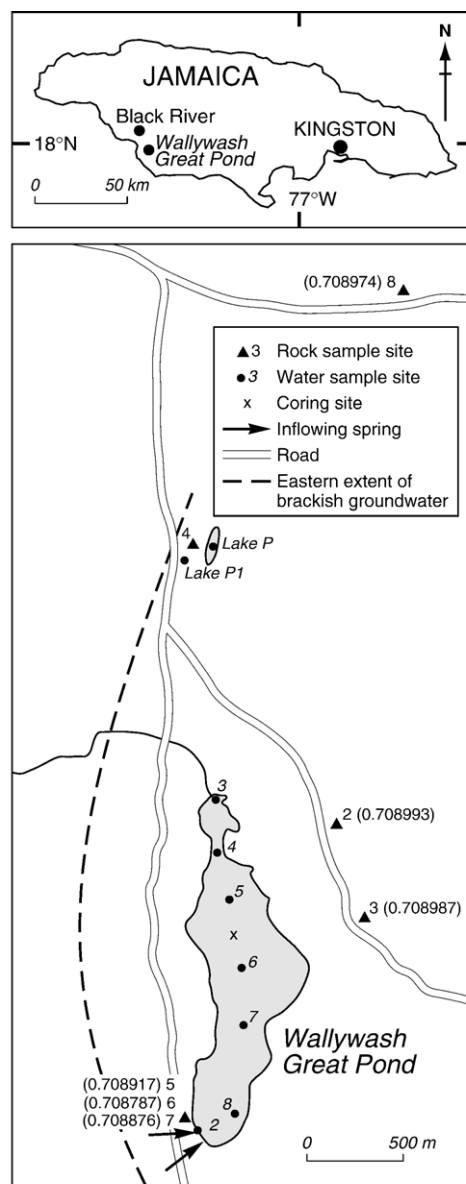 N
JAMAICA
Black River
18°N
Wallywash
Great Pond
KINGSTON
0 50 km
77°W
(0.708974) 8
3 Rock sample site
3 Water sample site
x Coring site
Inflowing spring
Road
Eastern extent of
brackish groundwater
4
Lake P
Lake P1
3
2 (0.708993)
4
5
3 (0.708987)
x
6
7
Wallywash
Great Pond
(0.708917) 5
(0.708787) 6
(0.708876) 7
8
2
0 500 m